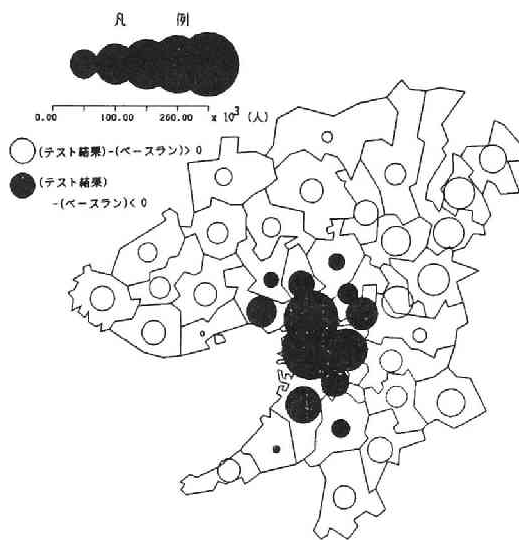 凡 例
0.00 100.00 200.00 x 10³ (人)
(テスト結果)-(ベースラン)> 0
(テスト結果)
-(ベースラン)< 0